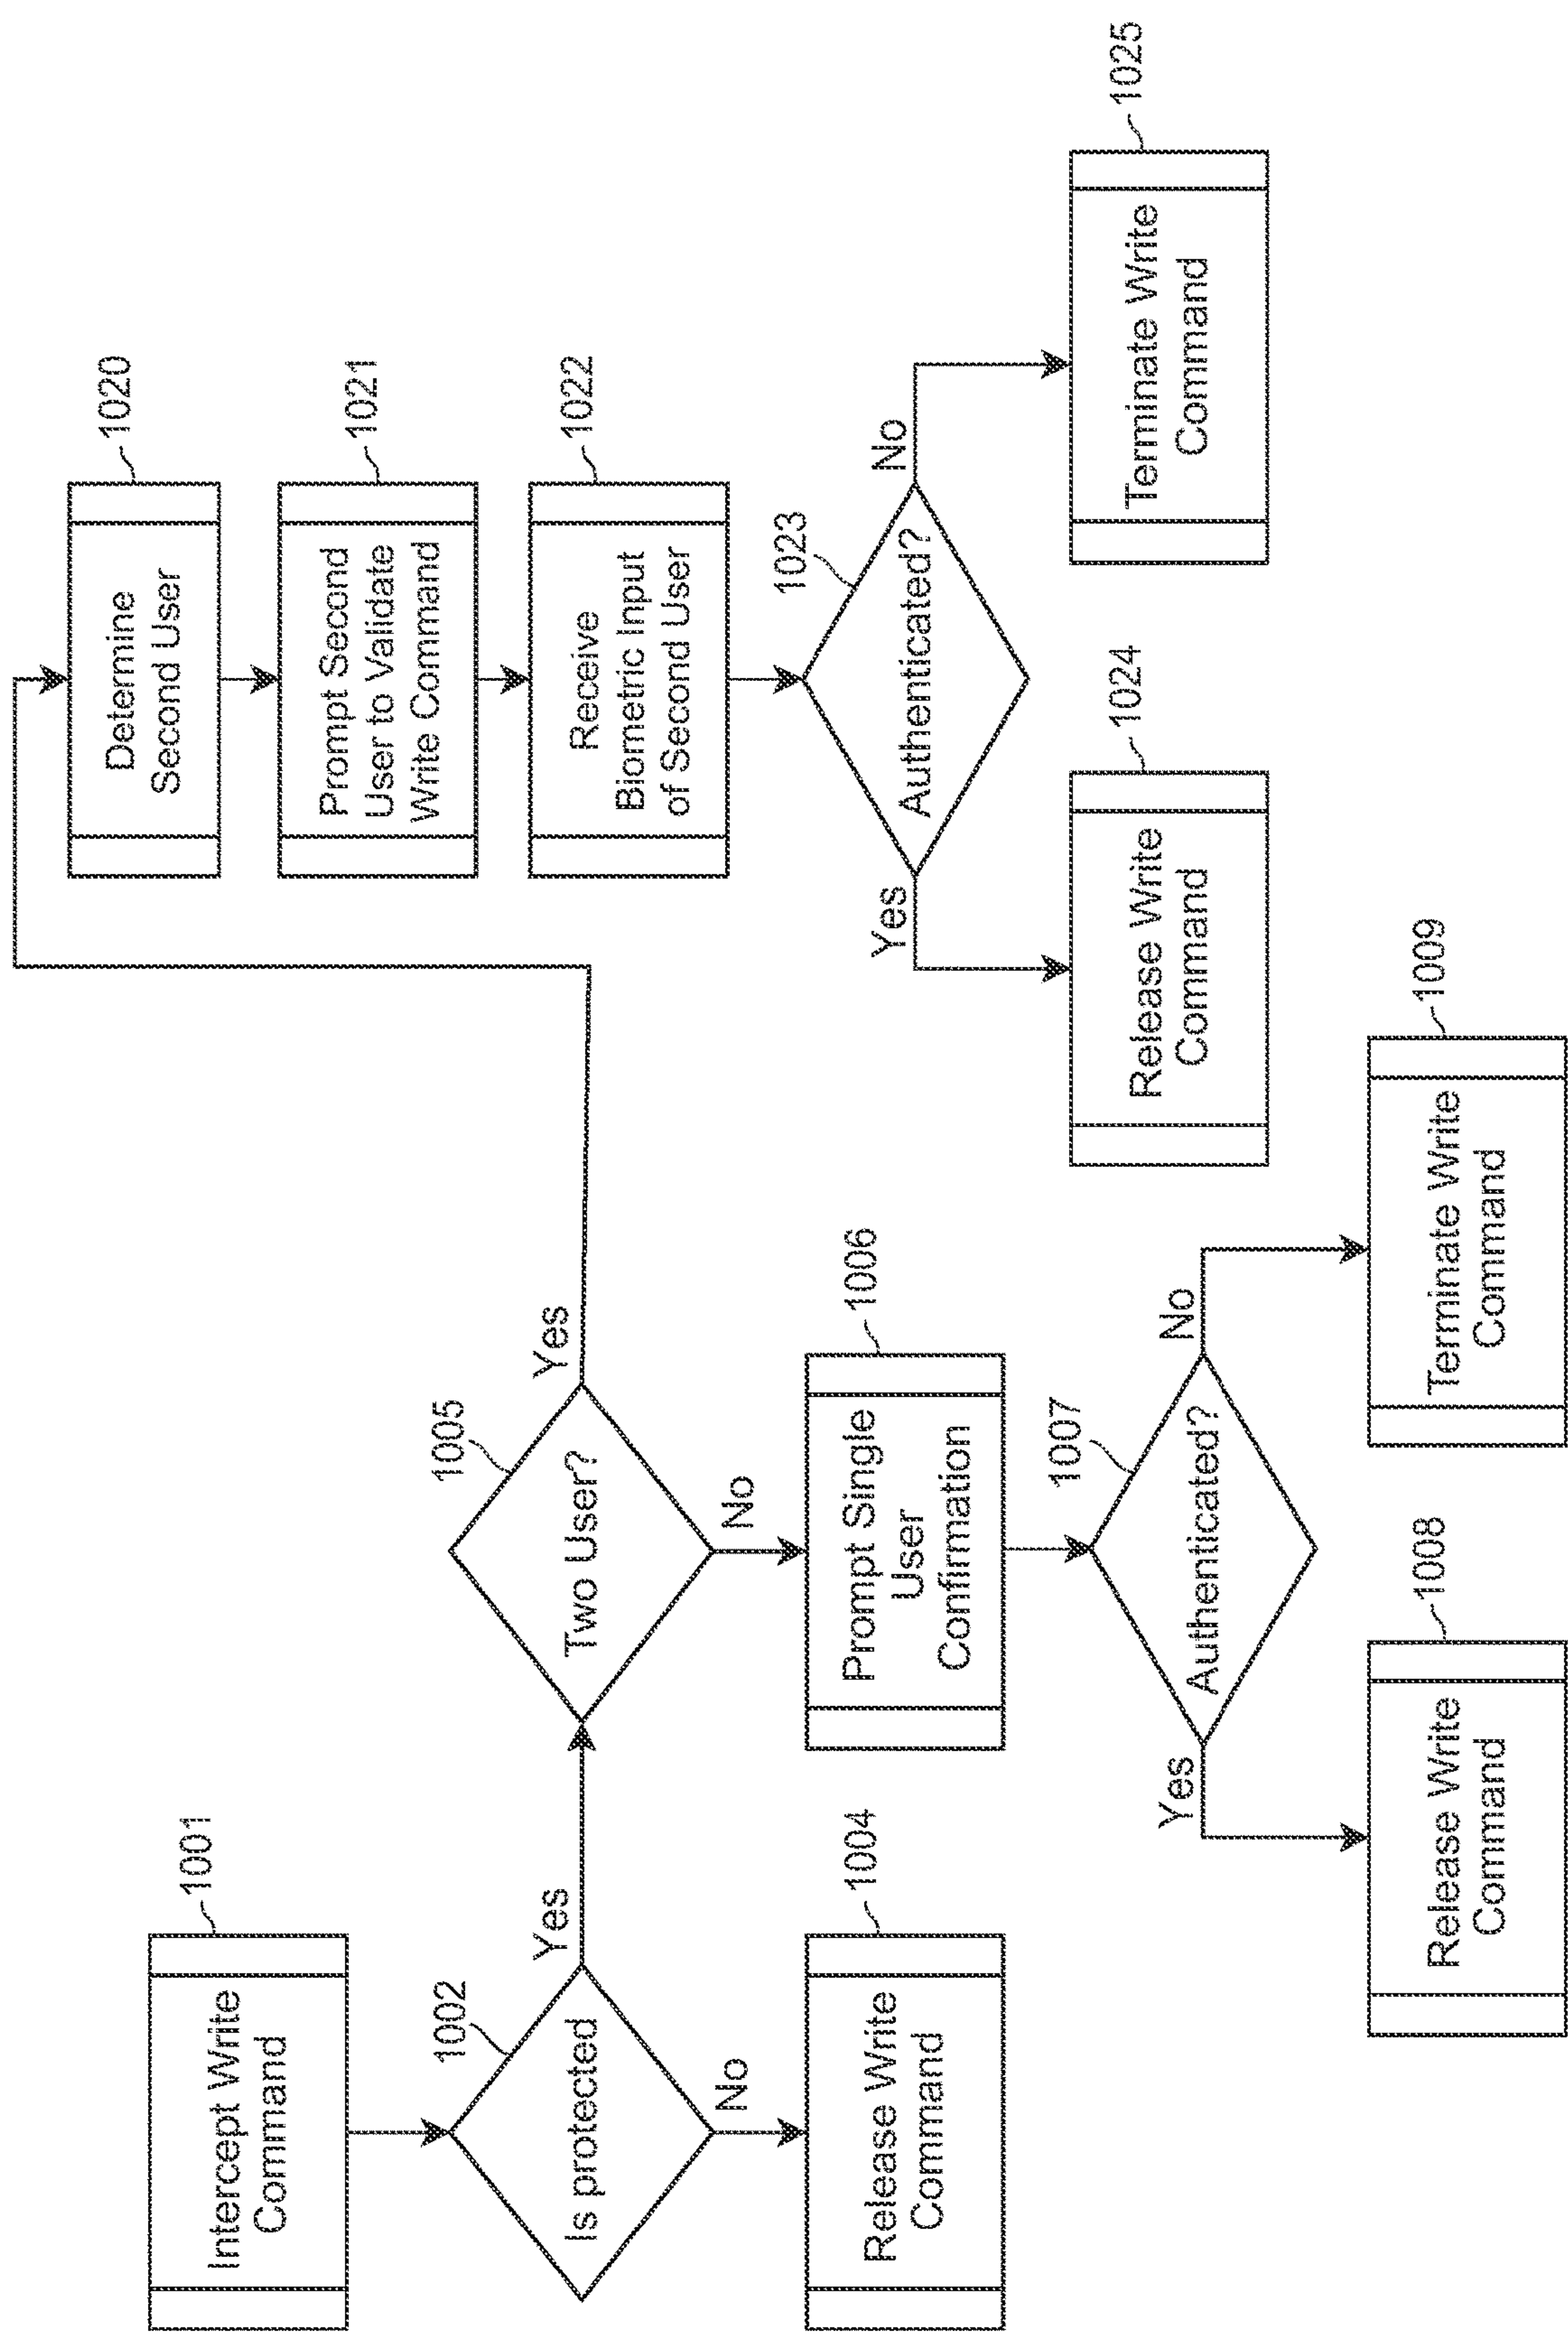 1001
Intercept Write
Command
1002
Is protected
Yes
No
1004
Release Write
Command
1005
Two User?
Yes
No
1006
Prompt Single
User
Confirmation
1007
Authenticated?
Yes
No
1008
Release Write
Command
1009
Terminate Write
Command
1020
Determine
Second User
1021
Prompt Second
User to Validate
Write Command
1022
Receive
Biometric Input
of Second User
1023
Authenticated?
Yes
No
1024
Release Write
Command
1025
Terminate Write
Command